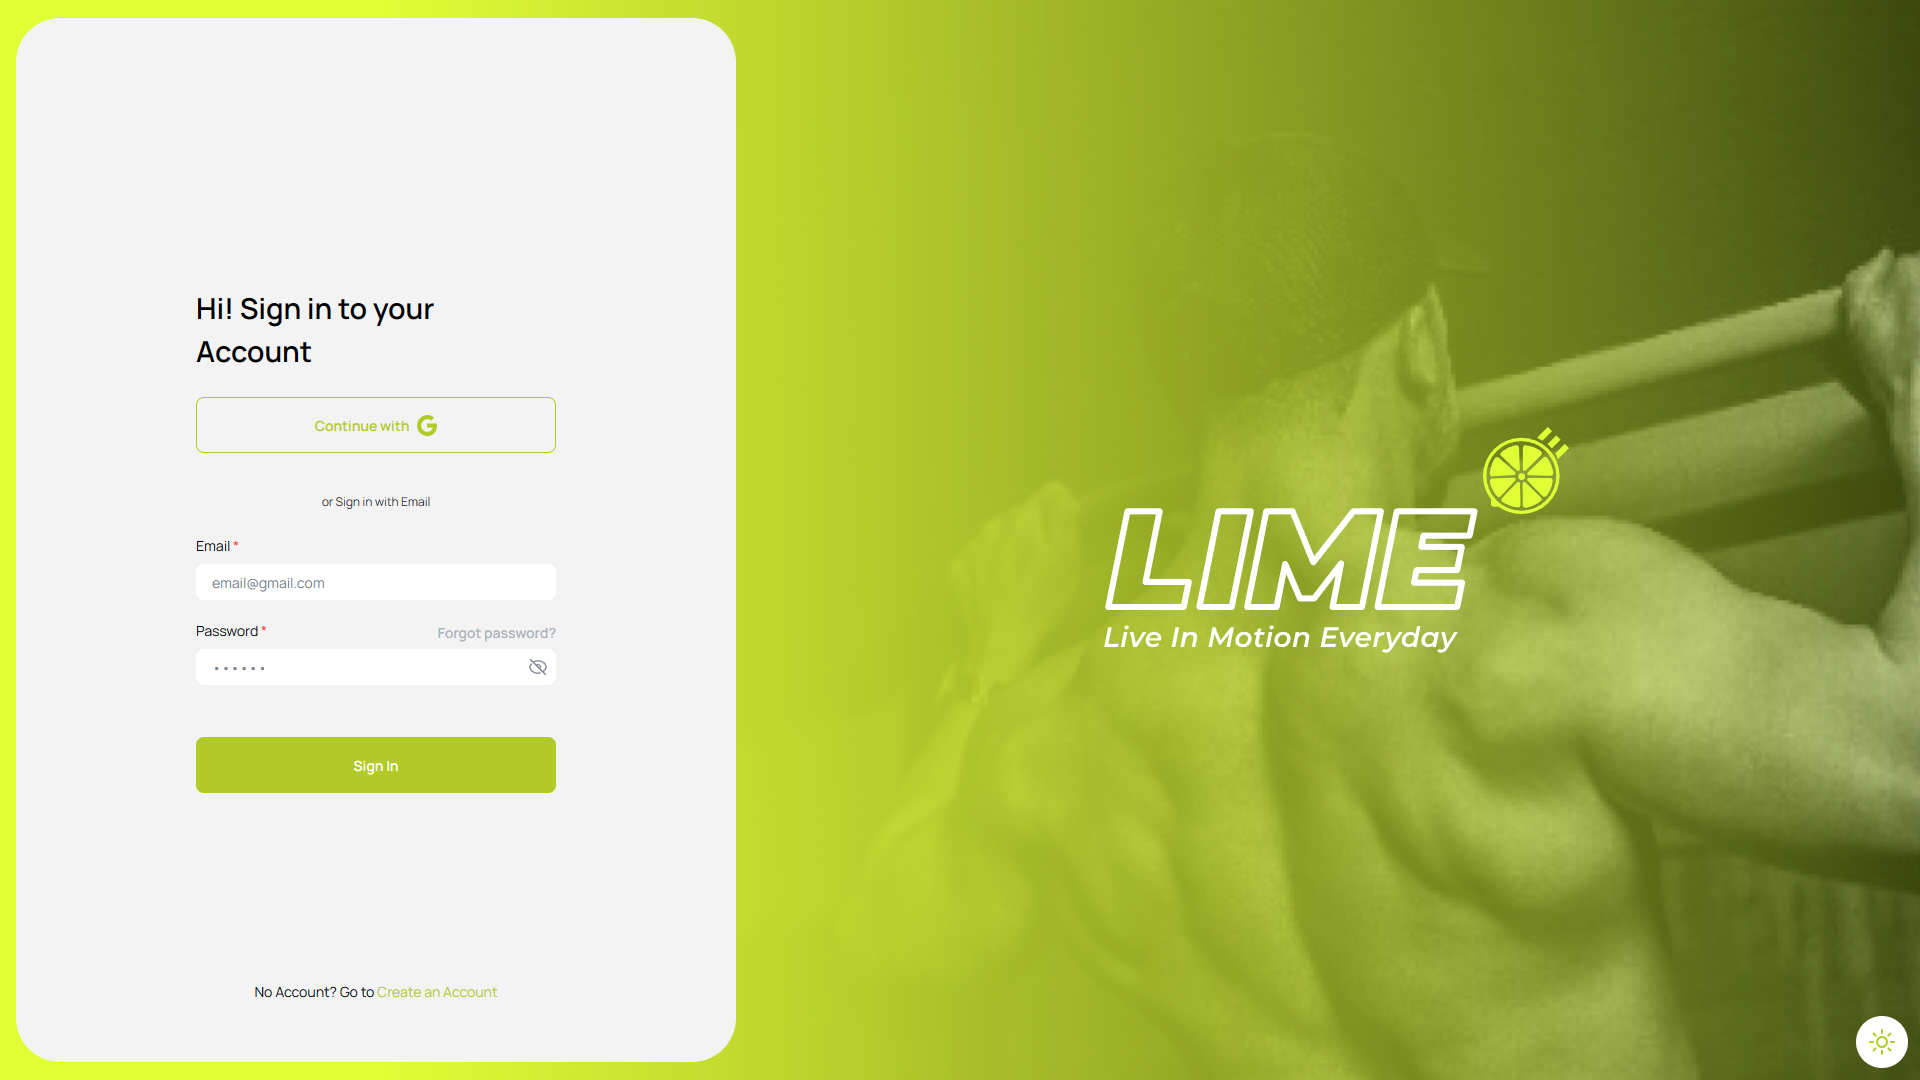 Hi! Sign in to your
Account
Continue with G
or Sign in with Email
Email *
email@gmail.com
Password *
Forgot password?
••••••
Sign In
No Account? Go to Create an Account
LIME
Live In Motion Everyday